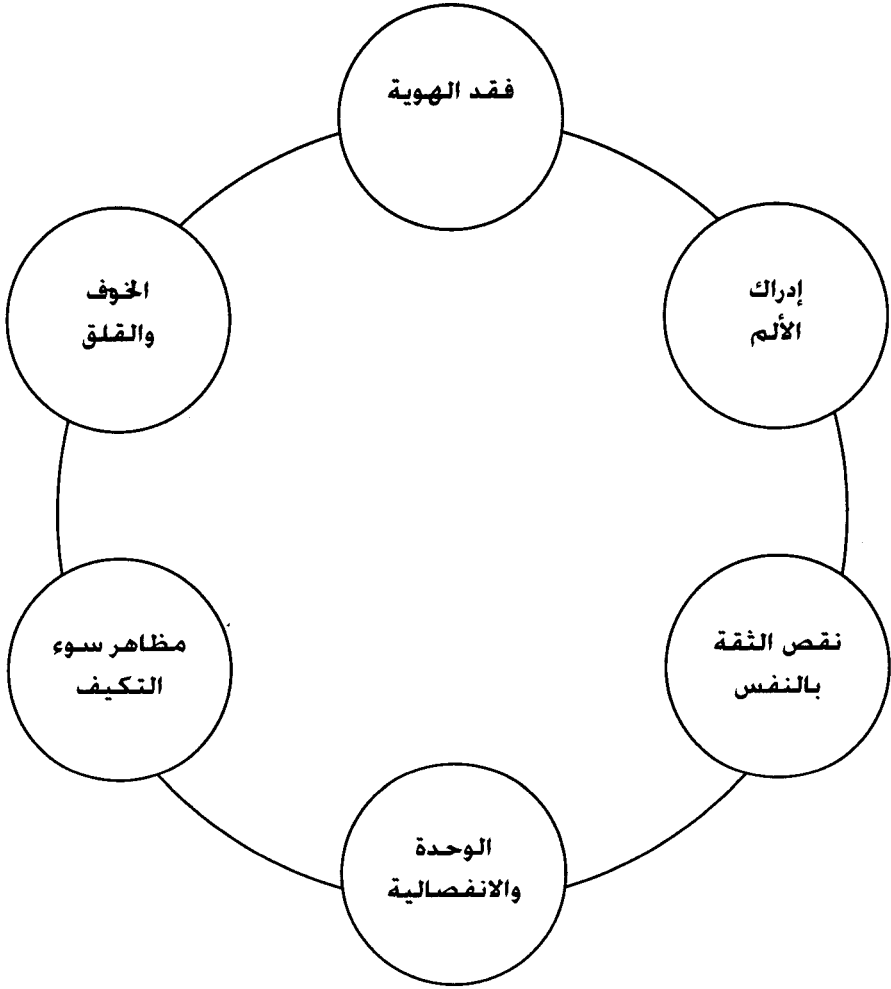 فقد الهوية
إدراك
الألم
نقص الثقة
بالنفس
الوحدة
والانفصالية
مظاهر سوء
التكيف
الخوف
والقلق